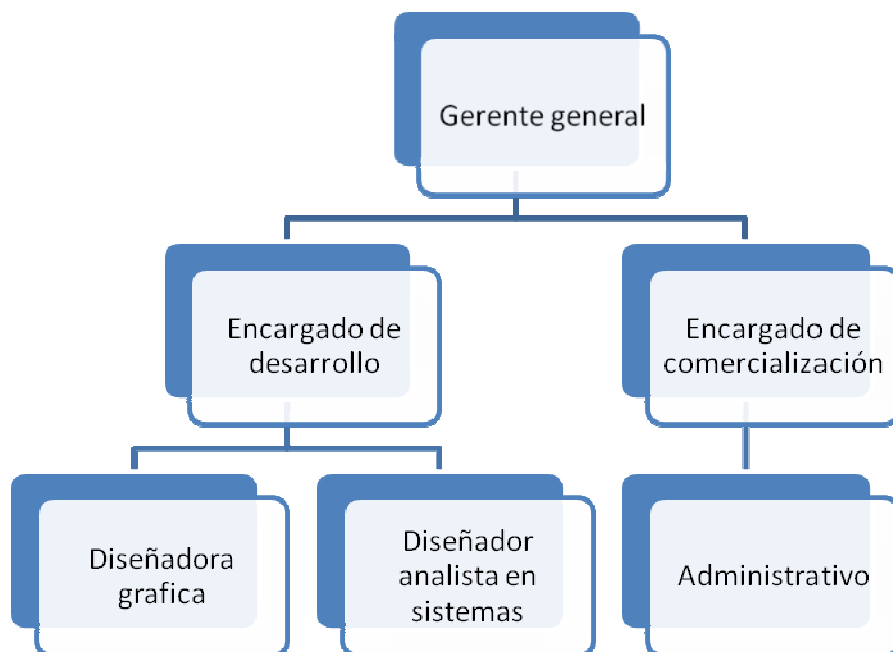 Gerente general
Encargado de
desarrollo
Encargado de
comercialización
Diseñadora
grafica
Diseñador
analista en
sistemas
Administrativo